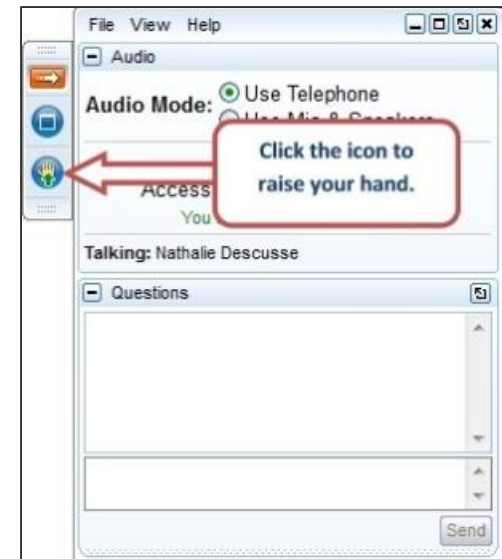 File View Help
Audio
Audio Mode: Use Telephone
Click the icon to
raise your hand.
Access
You
Talking: Nathalie Descusse
Questions
Send